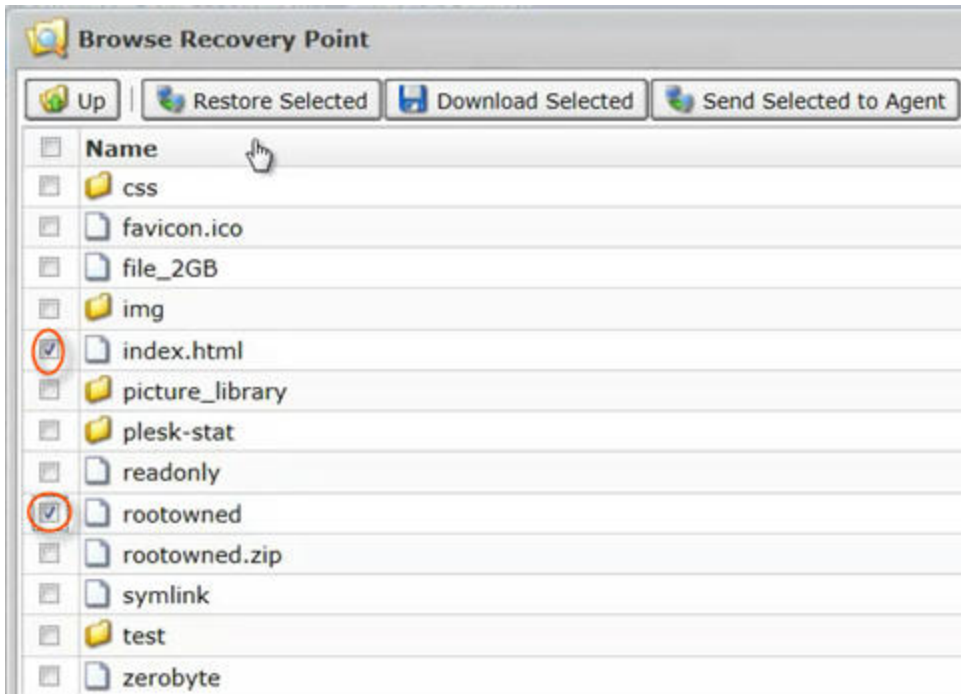 Browse Recovery Point
Up Restore Selected Download Selected Send Selected to Agent
Name
css
favicon.ico
file_2GB
img
index.html
picture_library
plesk-stat
readonly
rootowned
rootowned.zip
symlink
test
zerobyte